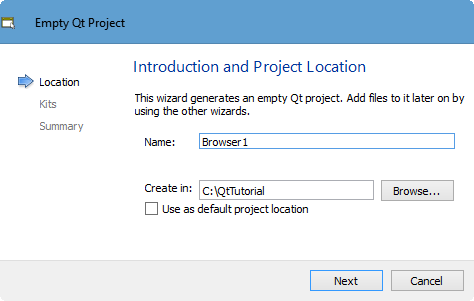 Empty Qt Project
Location
Kits
Summary
Introduction and Project Location
This wizard generates an empty Qt project. Add files to it later on by
using the other wizards.
Name: Browser1
Create in: C:\QtTutorial Browse...
Use as default project location
Next Cancel